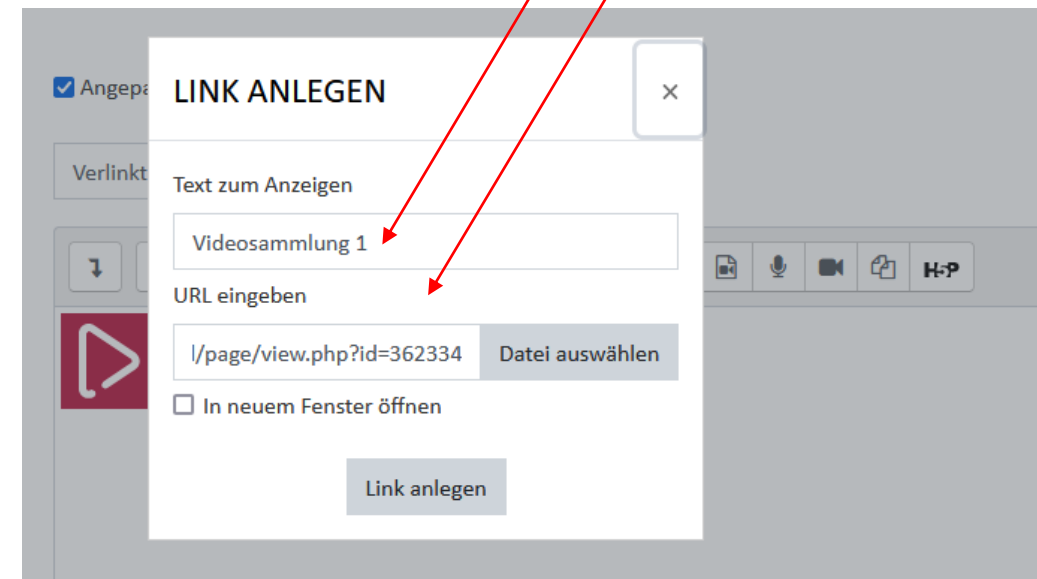 LINK ANLEGEN
×
Angepa
Verlinkt
Text zum Anzeigen
Videosammlung 1
URL eingeben
l/page/view.php?id=362334
Datei auswählen
In neuem Fenster öffnen
Link anlegen
H5P